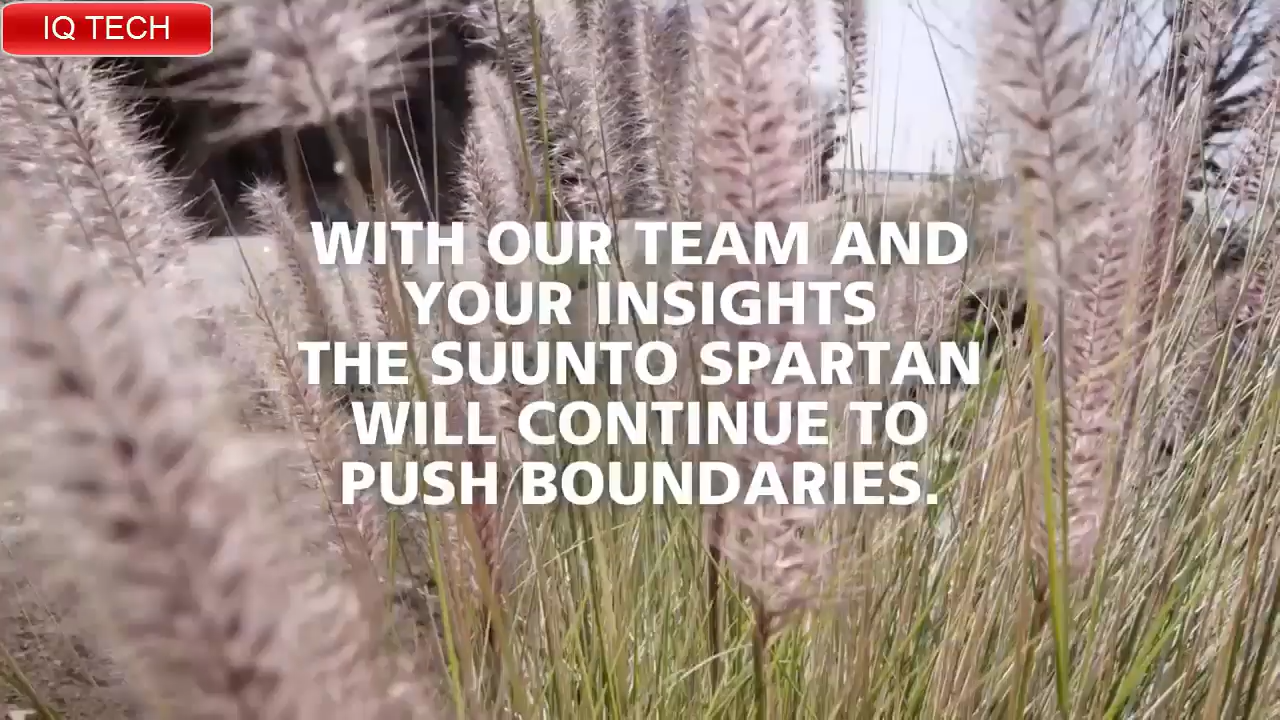 IQ TECH
WITH OUR TEAM AND
YOUR INSIGHTS
THE SUUNTO SPARTAN
WILL CONTINUE TO
PUSH BOUNDARIES.